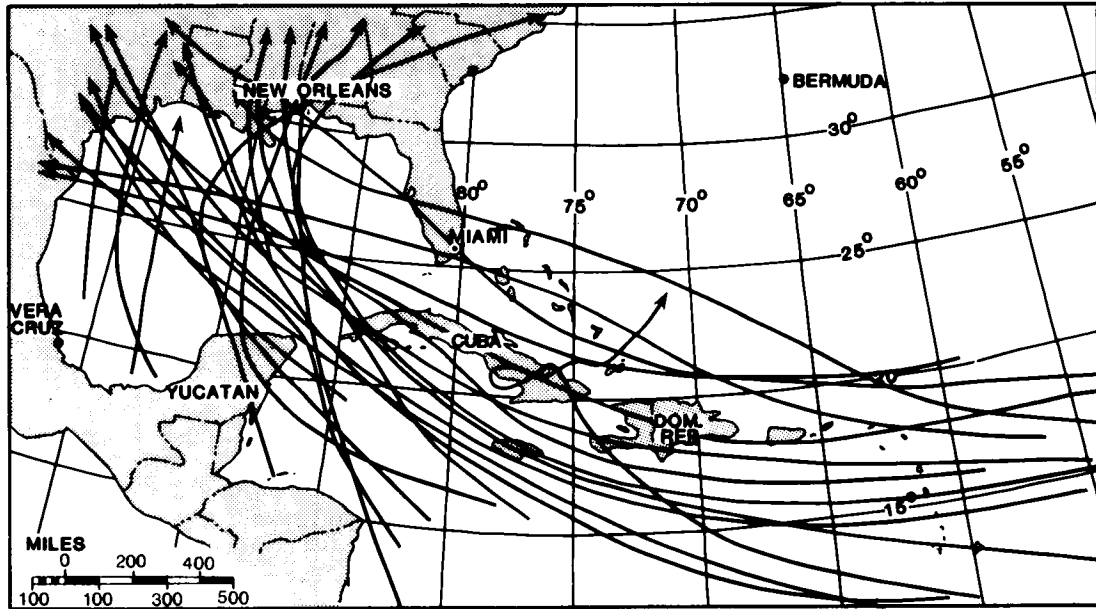 BERMUDA
NEW ORLEANS
30°
55°
60°
65°
80°
75°
70°
25°
MIAMI
VERA
CRUZ
CUBA
20
YUCATAN
DOM.
REP.
15°
MILES
0 200 400
100 100 300 500